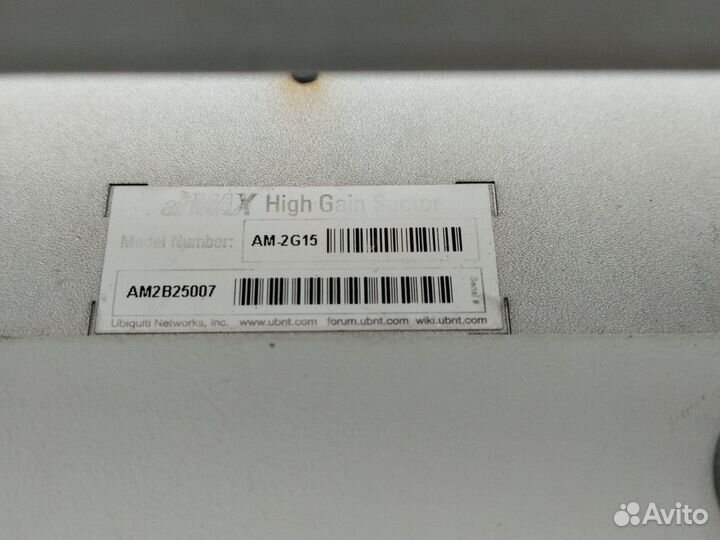 airMAX High Gain Sector
Model Number: AM-2G15
AM2B25007
Serial #
Ubiquiti Networks, Inc. www.ubnt.com forum.ubnt.com wiki.ubnt.com
Avito